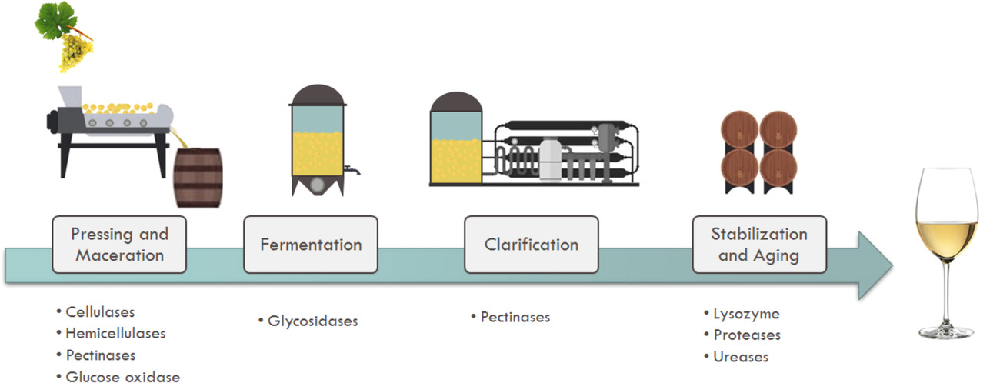 Pressing and
Maceration
Fermentation
Clarification
Stabilization
and Aging
• Cellulases
• Hemicellulases
• Pectinases
• Glucose oxidase
• Glycosidases
• Pectinases
• Lysozyme
• Proteases
• Ureases